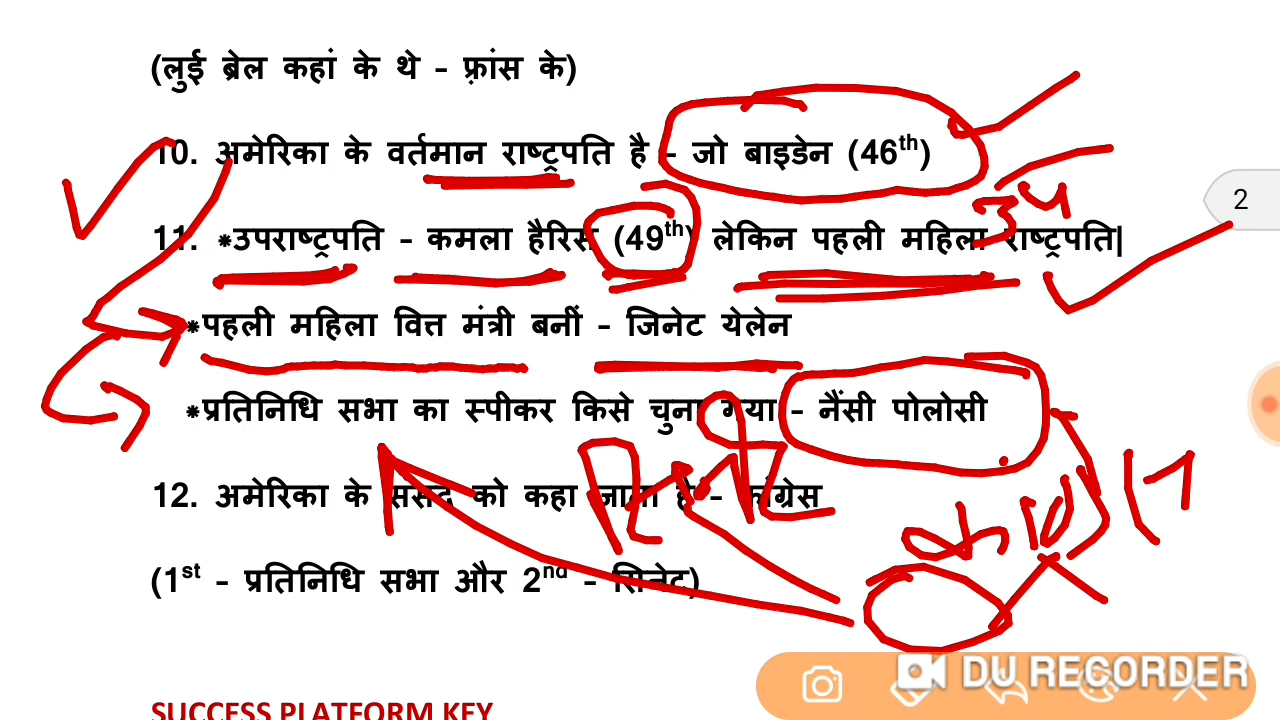 (लुई ब्रेल कहां के थे – फ़्रांस के)
10. अमेरिका के वर्तमान राष्ट्रपति है – जो बाइडेन (46th)
34
11. *उपराष्ट्रपति – कमला हैरिस (49th) लेकिन पहली महिला राष्ट्रपति|
2
*पहली महिला वित्त मंत्री बनीं – जिनेट येलेन
*प्रतिनिधि सभा का स्पीकर किसे चुना गया – नैंसी पोलोसी
12. अमेरिका के संसद को कहा जाता है – कांग्रेस
(1st – प्रतिनिधि सभा और 2nd – सिनेट)
DU RECORDER
SUCCESS PLATFORM KEY